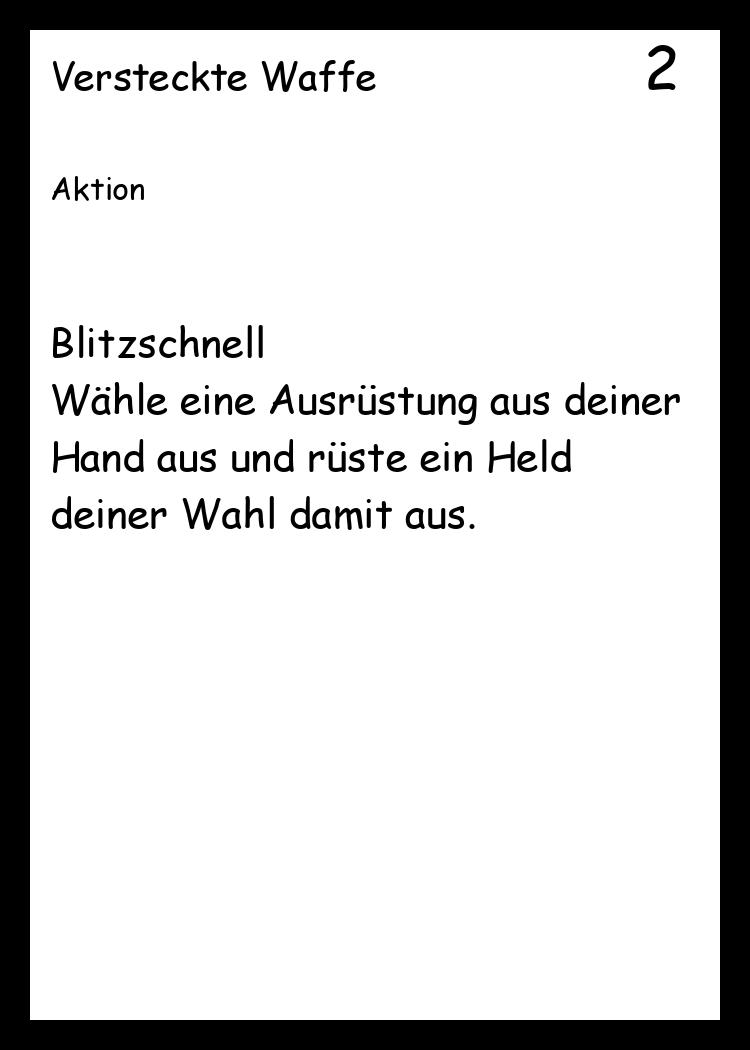 Versteckte Waffe 2
Aktion
Blitzschnell
Wähle eine Ausrüstung aus deiner
Hand aus und rüste ein Held
deiner Wahl damit aus.